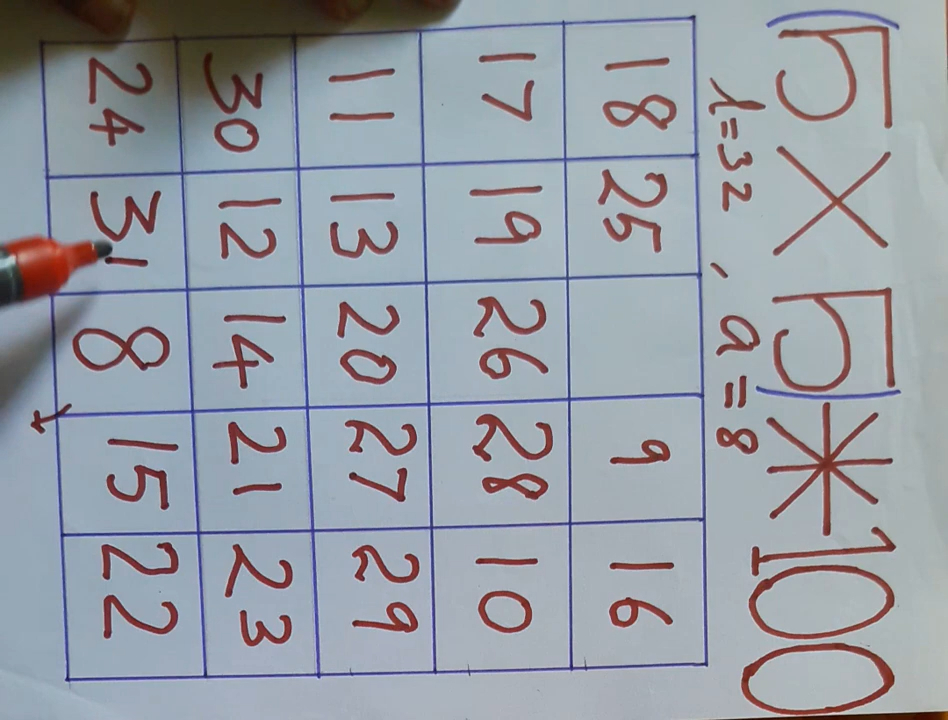 (5 X 5)*100
l=32 , a=8
18 25 9 16
17 19 26 28 10
11 13 20 27 29
30 12 14 21 23
24 31 8 15 22